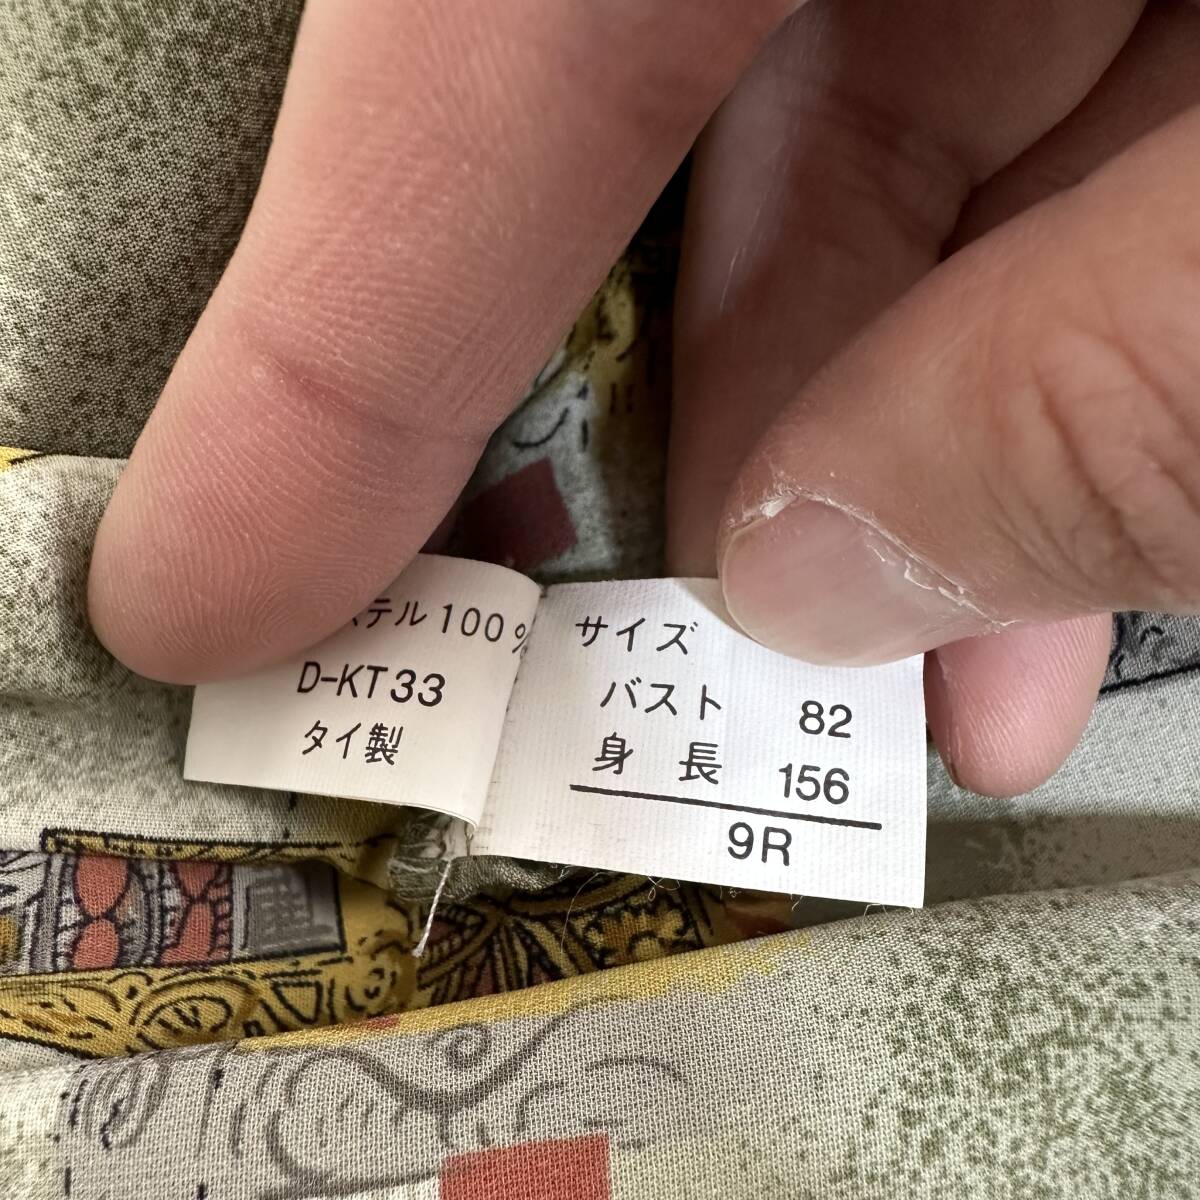 ステル100%
D-KT33
タイ製
サイズ
バスト 82
身長 156
9R